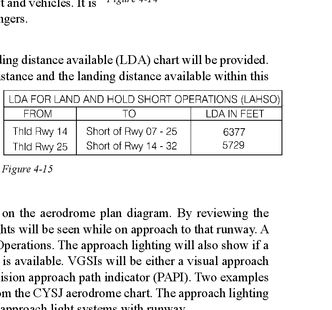 t and vehicles. It is
Figure 4-14
ngers.
ding distance available (LDA) chart will be provided.
stance and the landing distance available within this
LDA FOR LAND AND HOLD SHORT OPERATIONS (LAHSO)
FROM TO LDA IN FEET
Thld Rwy 14 Short of Rwy 07 - 25 6377
Thld Rwy 25 Short of Rwy 14 - 32 5729
Figure 4-15
on the aerodrome plan diagram. By reviewing the
hts will be seen while on approach to that runway. A
Operations. The approach lighting will also show if a
is available. VGSIs will be either a visual approach
ision approach path indicator (PAPI). Two examples
om the CYSJ aerodrome chart. The approach lighting
approach light systems with runway